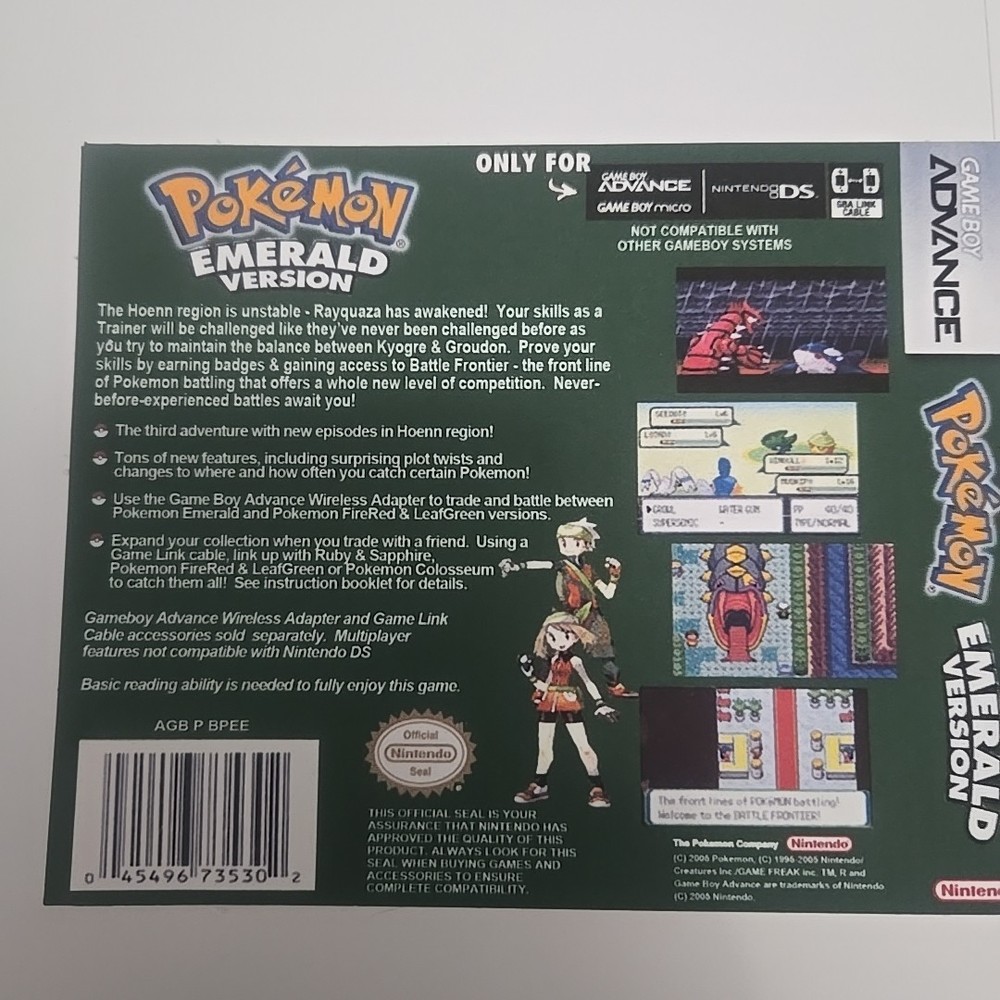 POKéMON
EMERALD
VERSION
ONLY FOR
GAME BOY
ADVANCE
GAME BOY micro
NINTENDO DS
GBA LINK
CABLE
NOT COMPATIBLE WITH
OTHER GAMEBOY SYSTEMS
The Hoenn region is unstable - Rayquaza has awakened! Your skills as a
Trainer will be challenged like they've never been challenged before as
you try to maintain the balance between Kyogre & Groudon. Prove your
skills by earning badges & gaining access to Battle Frontier - the front line
of Pokemon battling that offers a whole new level of competition. Never-
before-experienced battles await you!
The third adventure with new episodes in Hoenn region!
Tons of new features, including surprising plot twists and
changes to where and how often you catch certain Pokemon!
Use the Game Boy Advance Wireless Adapter to trade and battle between
Pokemon Emerald and Pokemon FireRed & LeafGreen versions.
Expand your collection when you trade with a friend. Using a
Game Link cable, link up with Ruby & Sapphire,
Pokemon FireRed & LeafGreen or Pokemon Colosseum
to catch them all! See instruction booklet for details.
Gameboy Advance Wireless Adapter and Game Link
Cable accessories sold separately. Multiplayer
features not compatible with Nintendo DS
Basic reading ability is needed to fully enjoy this game.
AGB P BPEE
0 45496 73530 2
Official
Nintendo
Seal
THIS OFFICIAL SEAL IS YOUR
ASSURANCE THAT NINTENDO HAS
APPROVED THE QUALITY OF THIS
PRODUCT. ALWAYS LOOK FOR THIS
SEAL WHEN BUYING GAMES AND
ACCESSORIES TO ENSURE
COMPLETE COMPATIBILITY.
SEEDOT
LOTAD
GROWL WATER GUN
SUPERSONIC -
PP 40/40
TYPE/NORMAL
The front lines of POKéMON battling!
Welcome to the BATTLE FRONTIER!
The Pokemon Company Nintendo
(C) 2005 Pokemon, (C) 1995-2005 Nintendo/
Creatures Inc./GAME FREAK inc. TM, R and
Game Boy Advance are trademarks of Nintendo
(C) 2005 Nintendo.
GAME BOY
ADVANCE
POKéMON
EMERALD
VERSION
Ninten